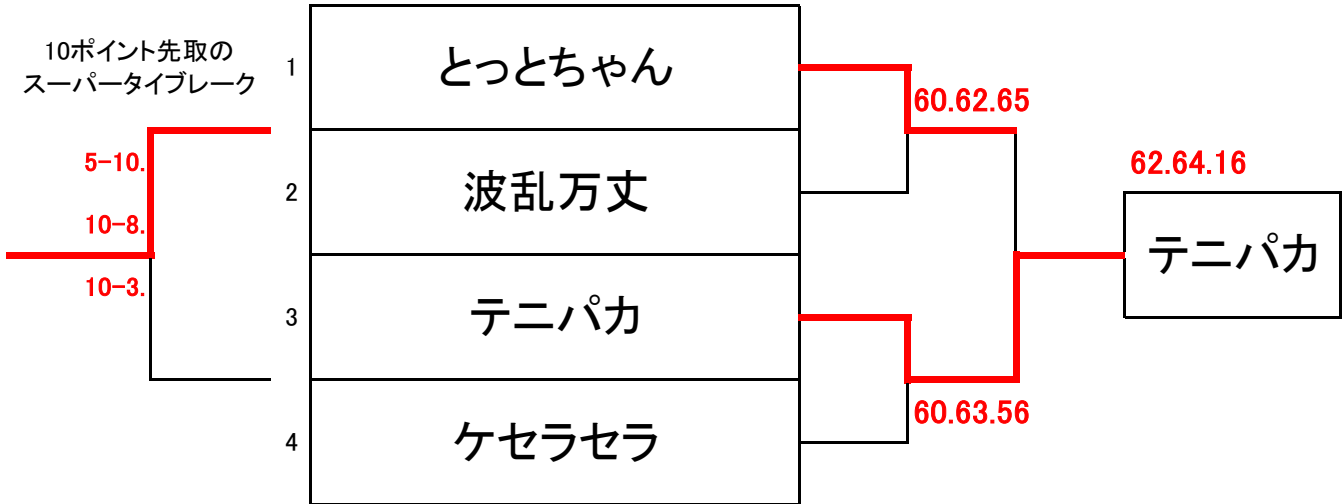 10ポイント先取の
スーパータイブレーク
5-10.
10-8.
10-3.
1
とっとちゃん
2
波乱万丈
3
テニパカ
4
ケセラセラ
60.62.65
60.63.56
62.64.16
テニパカ